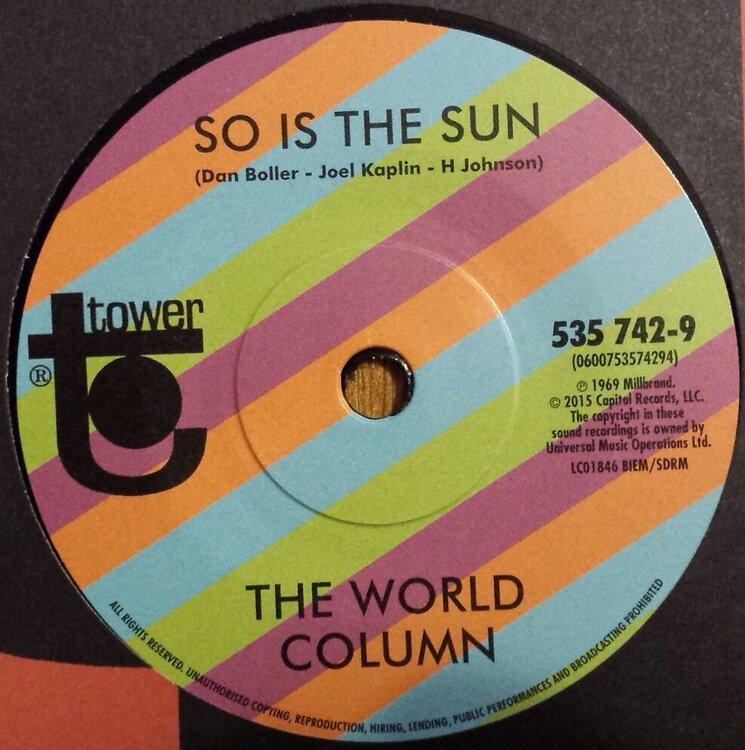 SO IS THE SUN
(Dan Boller - Joel Kaplin - H Johnson)
tower
®
535 742-9
(0600753574294)
℗ 1969 Millbrand.
© 2015 Capitol Records, LLC.
The copyright in these
sound recordings is owned by
Universal Music Operations Ltd.
LC01846 BIEM/SDRM
THE WORLD
COLUMN
ALL RIGHTS RESERVED. UNAUTHORISED COPYING, REPRODUCTION, HIRING, LENDING, PUBLIC PERFORMANCES AND BROADCASTING PROHIBITED